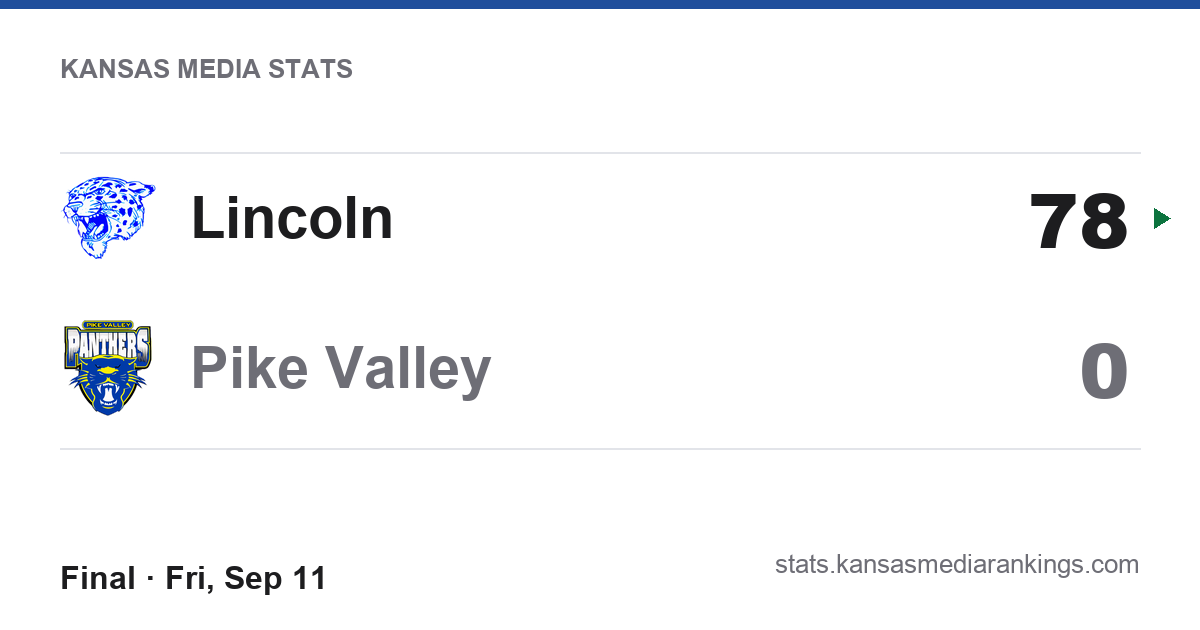 KANSAS MEDIA STATS
Lincoln 78
PIKE VALLEY
PANTHERS
Pike Valley 0
Final · Fri, Sep 11
stats.kansasmediarankings.com